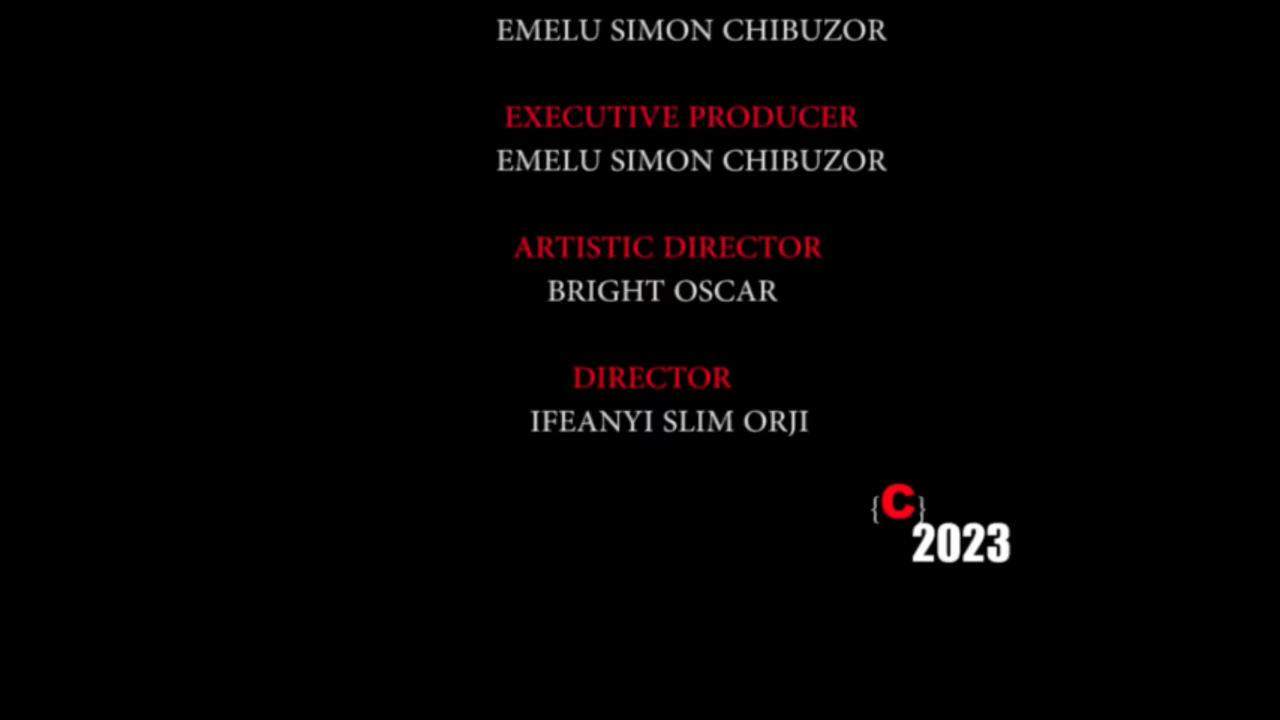 EMELU SIMON CHIBUZOR
EXECUTIVE PRODUCER
EMELU SIMON CHIBUZOR
ARTISTIC DIRECTOR
BRIGHT OSCAR
DIRECTOR
IFEANYI SLIM ORJI
{C}
2023